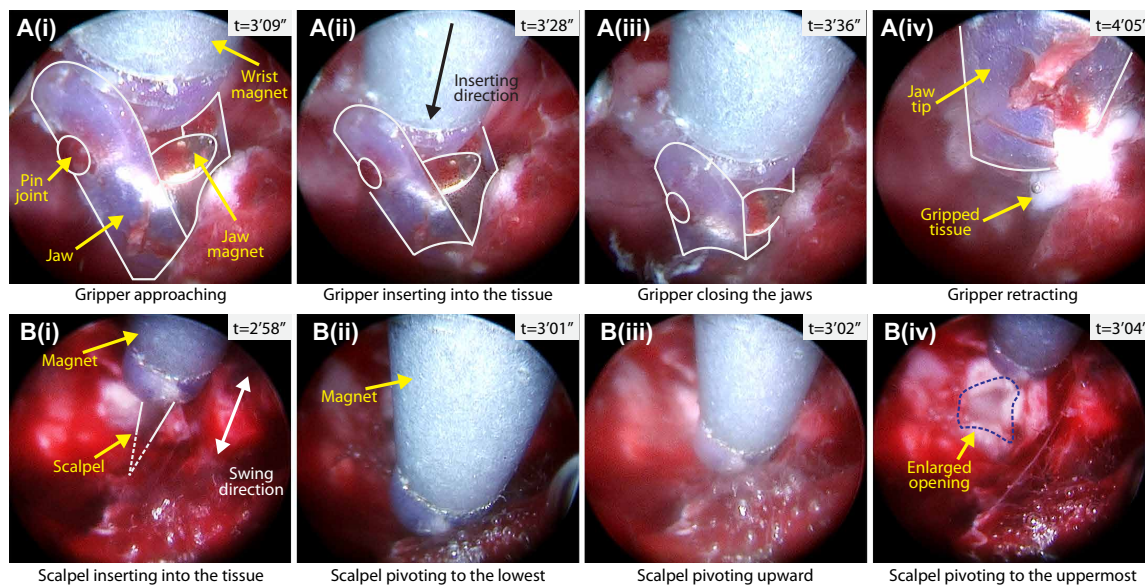 A(i)
t=3'09"
Wrist
magnet
Pin
joint
Jaw
Jaw
magnet
Gripper approaching
A(ii)
t=3'28"
Inserting
direction
Gripper inserting into the tissue
A(iii)
t=3'36"
Gripper closing the jaws
A(iv)
t=4'05"
Jaw
tip
Gripped
tissue
Gripper retracting
B(i)
t=2'58"
Magnet
Scalpel
Swing
direction
Scalpel inserting into the tissue
B(ii)
t=3'01"
Magnet
Scalpel pivoting to the lowest
B(iii)
t=3'02"
Scalpel pivoting upward
B(iv)
t=3'04"
Enlarged
opening
Scalpel pivoting to the uppermost